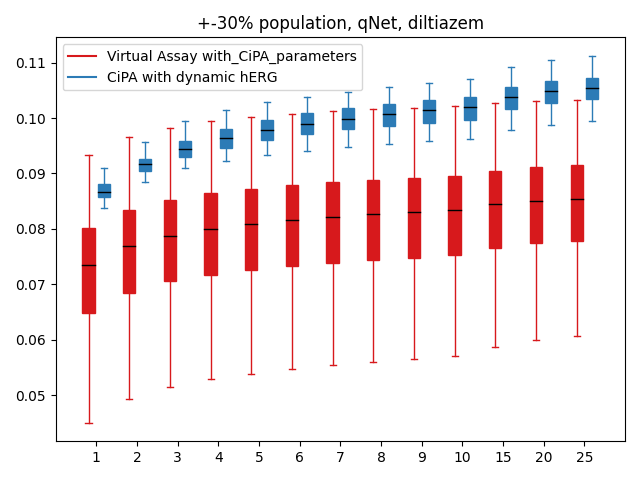 +-30% population, qNet, diltiazem
Virtual Assay with_CiPA_parameters
CiPA with dynamic hERG
0.11
0.10
0.09
0.08
0.07
0.06
0.05
1 2 3 4 5 6 7 8 9 10 15 20 25